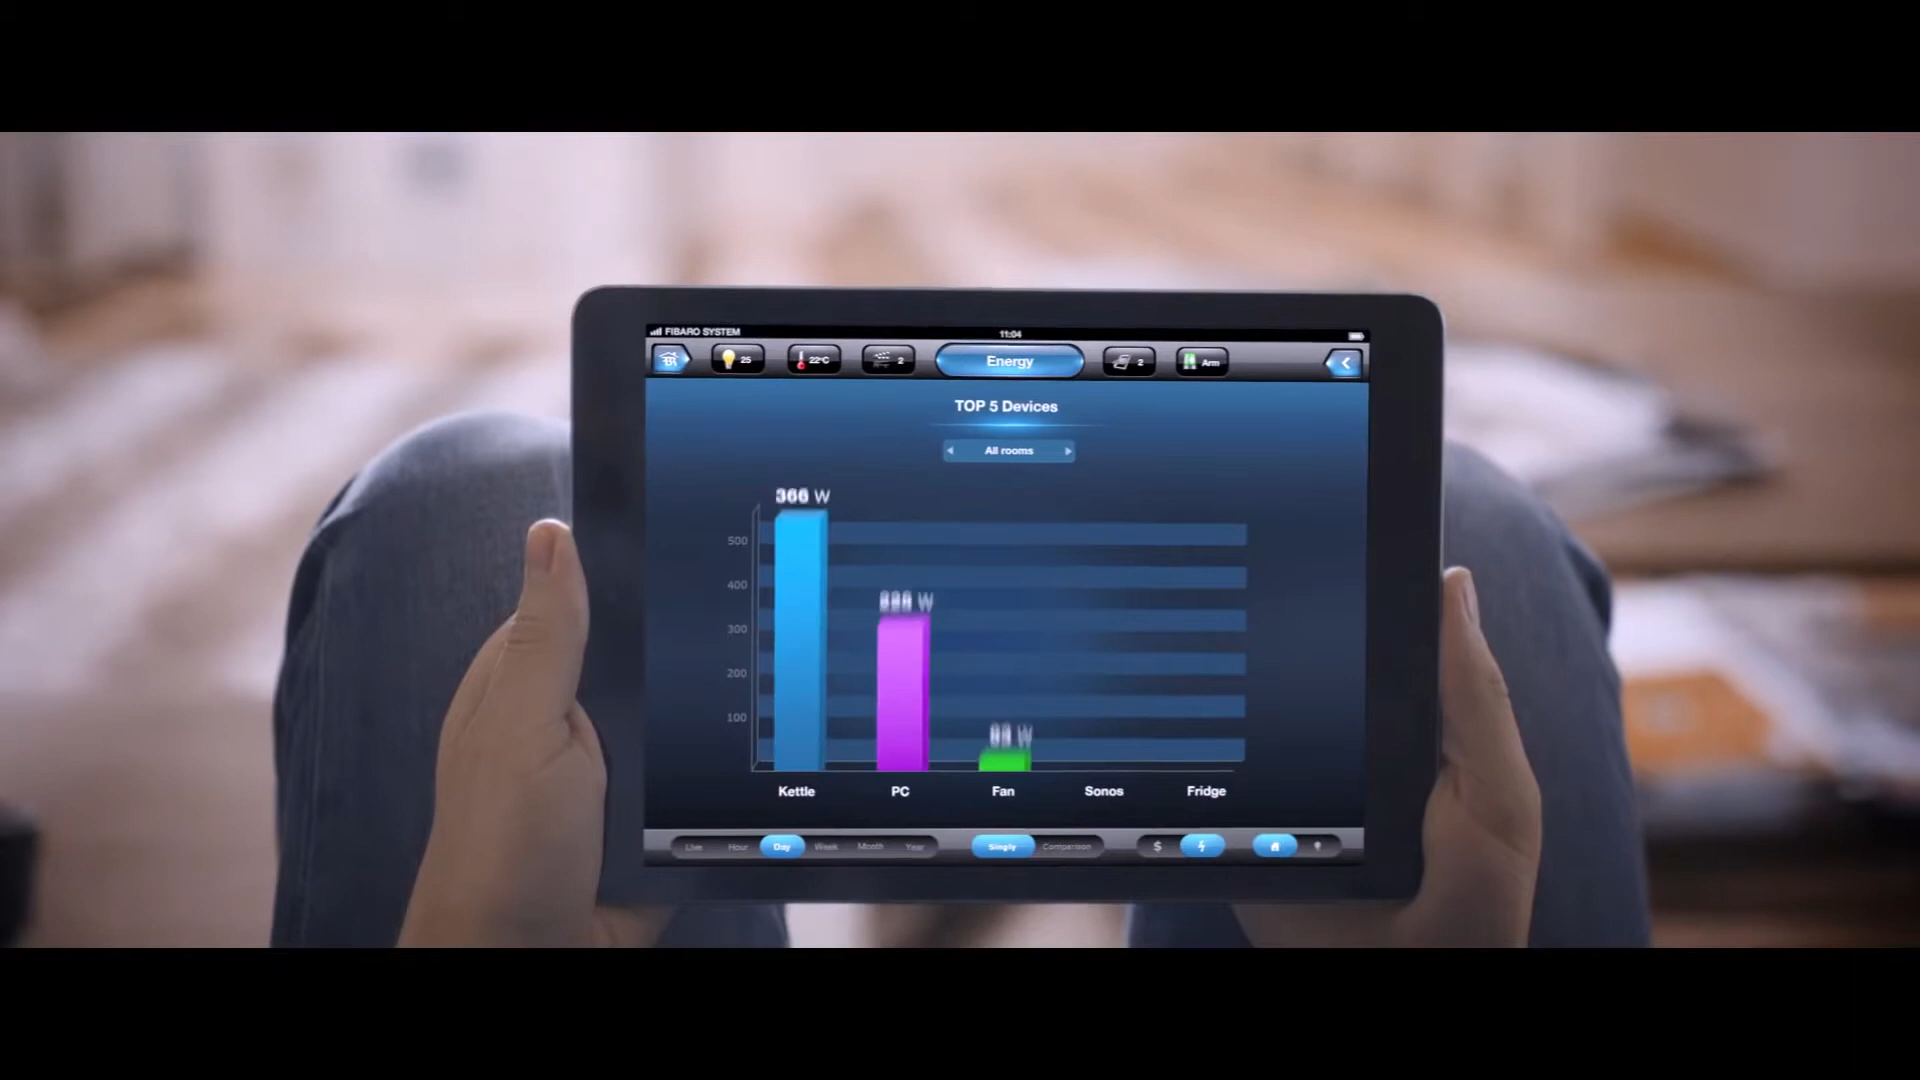 FIBARO SYSTEM
11:04
25
22°C
2
Energy
2
Arm
TOP 5 Devices
All rooms
366 W
W
W
500
400
300
200
100
Kettle PC Fan Sonos Fridge
Live Hour Day Week Month Year
Singly Comparison
$